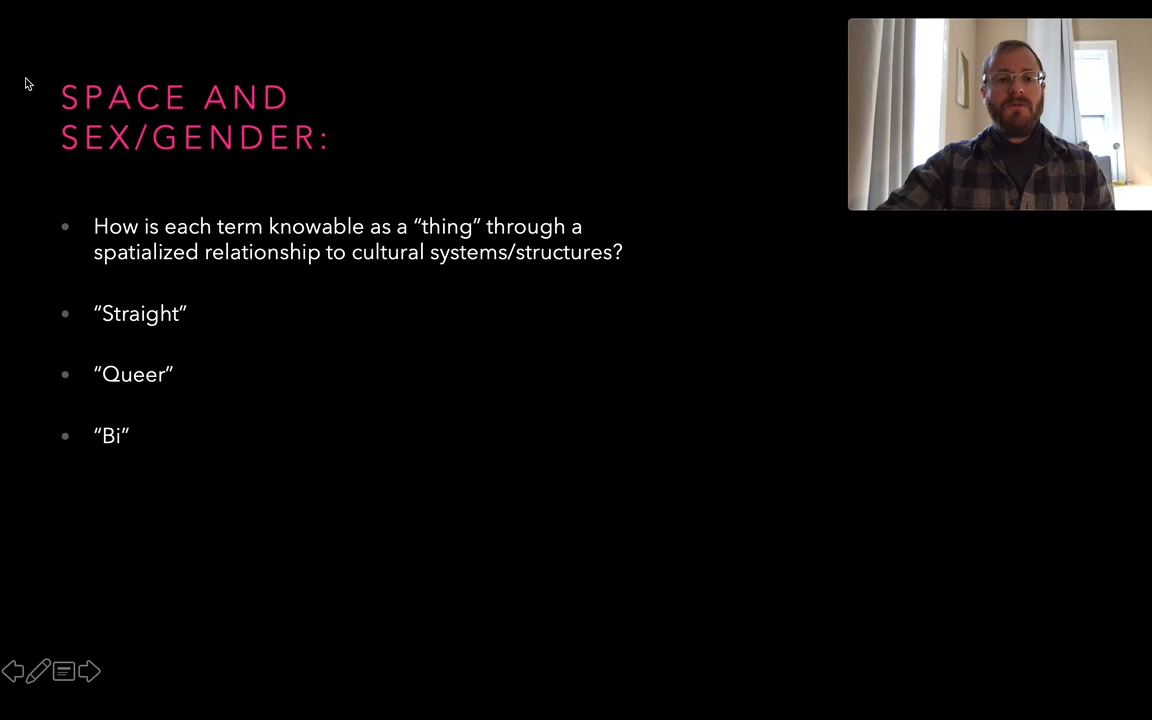 SPACE AND
SEX/GENDER:
How is each term knowable as a “thing” through a
spatialized relationship to cultural systems/structures?
“Straight”
“Queer”
“Bi”